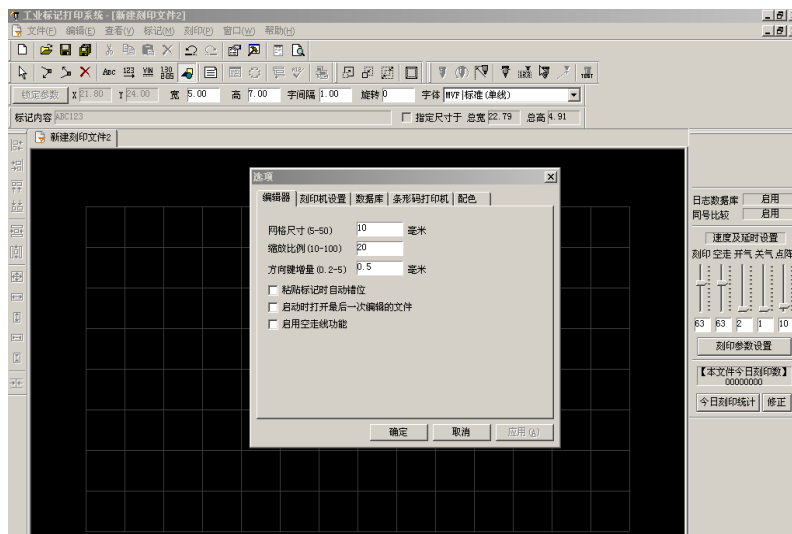 工业标记打印系统 - [新建刻印文件2]
文件(F) 编辑(E) 查看(V) 标记(M) 刻印(P) 窗口(W) 帮助(H)
ABC 123 VIN
锁定参数 X 21.80 Y 24.00 宽 5.00 高 7.00 字间隔 1.00 旋转 0 字体 HVF|标准(单线)
标记内容 ABC123 指定尺寸于 总宽 22.79 总高 4.91
新建刻印文件2
选项
编辑器 刻印机设置 数据库 条形码打印机 配色
网格尺寸(5-50) 10 毫米
缩放比例(10-100) 20
方向键增量(0.2-5) 0.5 毫米
粘贴标记时自动错位
启动时打开最后一次编辑的文件
启用空走线功能
确定 取消 应用(A)
日志数据库 启用
同号比较 启用
速度及延时设置
刻印 空走 开气 关气 点阵
63 63 2 1 10
刻印参数设置
【本文件今日刻印数】
00000000
今日刻印统计 修正